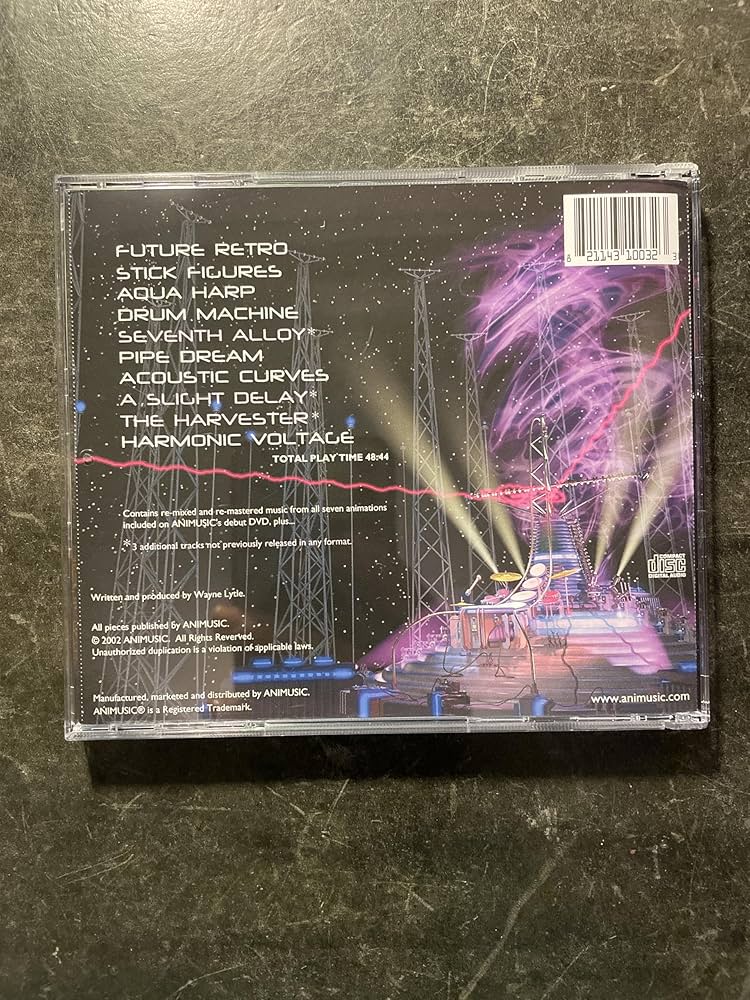 FUTURE RETRO
STICK FIGURES
AQUA HARP
DRUM MACHINE
SEVENTH ALLOY*
PIPE DREAM
ACOUSTIC CURVES
A SLIGHT DELAY*
THE HARVESTER*
HARMONIC VOLTAGE
TOTAL PLAY TIME 48:44
Contains re-mixed and re-mastered music from all seven animations
included on ANIMUSIC's debut DVD, plus...
*3 additional tracks not previously released in any format.
Written and produced by Wayne Lytle.
All pieces published by ANIMUSIC.
© 2002 ANIMUSIC. All Rights Reverved.
Unauthorized duplication is a violation of applicable laws.
Manufactured, marketed and distributed by ANIMUSIC.
ANIMUSIC® is a Registered Trademark.
8 21143 10032 3
COMPACT
disc
DIGITAL AUDIO
www.animusic.com